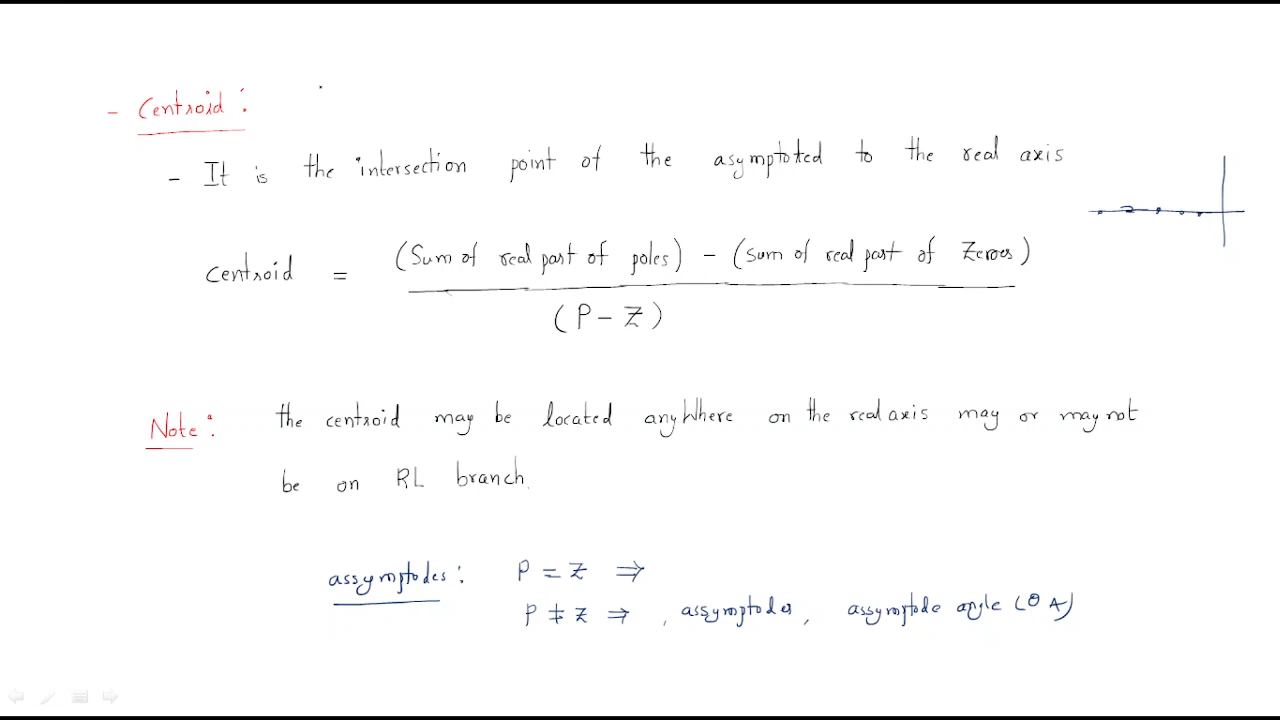 - Centroid :
- It is the intersection point of the asymptoted to the real axis
centroid = (Sum of real part of poles) - (sum of real part of Zeroes)
(P - Z)
Note : the centroid may be located anyWhere on the real axis may or may not
be on RL branch.
assymptodes : P = Z ⇒
P ≠ Z ⇒ , assymptodes , assymptode angle (θA)